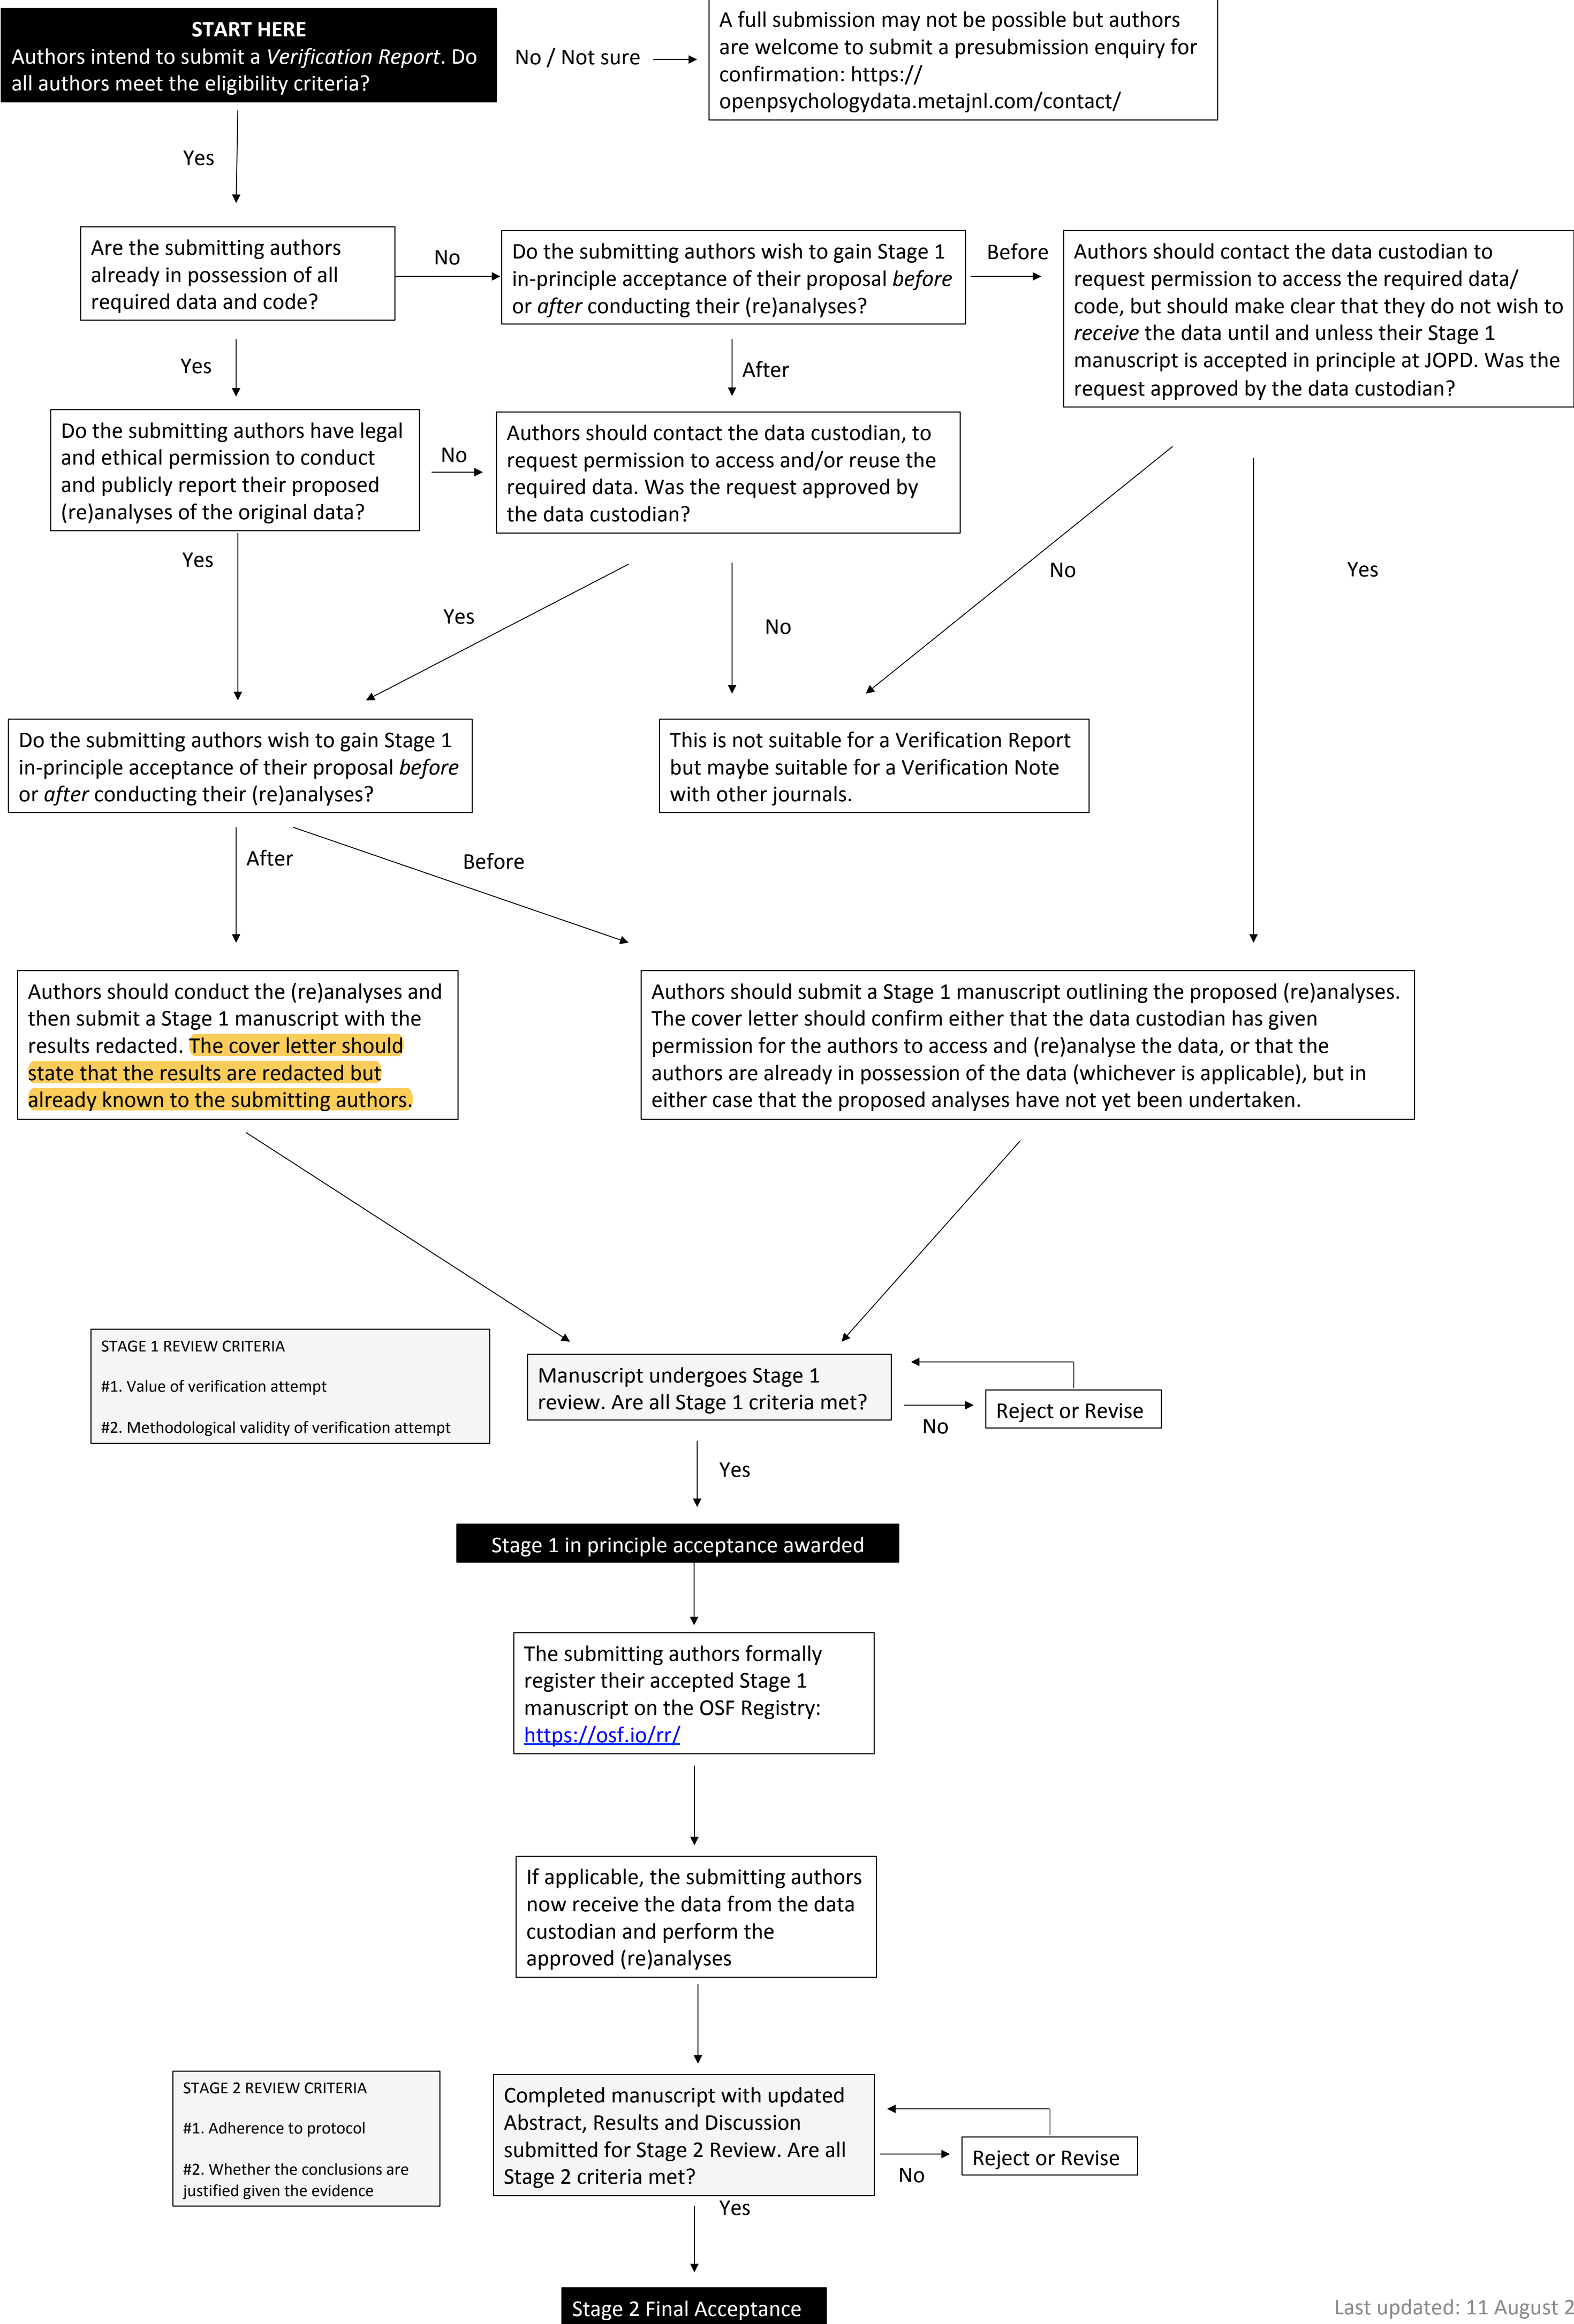 START HERE
Authors intend to submit a Verification Report. Do
all authors meet the eligibility criteria?
No / Not sure
A full submission may not be possible but authors
are welcome to submit a presubmission enquiry for
confirmation: https://
openpsychologydata.metajnl.com/contact/
Yes
Are the submitting authors
already in possession of all
required data and code?
No
Do the submitting authors wish to gain Stage 1
in-principle acceptance of their proposal before
or after conducting their (re)analyses?
Before
Authors should contact the data custodian to
request permission to access the required data/
code, but should make clear that they do not wish to
receive the data until and unless their Stage 1
manuscript is accepted in principle at JOPD. Was the
request approved by the data custodian?
Yes
After
Do the submitting authors have legal
and ethical permission to conduct
and publicly report their proposed
(re)analyses of the original data?
No
Authors should contact the data custodian, to
request permission to access and/or reuse the
required data. Was the request approved by
the data custodian?
Yes
Yes
No
No
Yes
Do the submitting authors wish to gain Stage 1
in-principle acceptance of their proposal before
or after conducting their (re)analyses?
This is not suitable for a Verification Report
but maybe suitable for a Verification Note
with other journals.
After
Before
Authors should conduct the (re)analyses and
then submit a Stage 1 manuscript with the
results redacted. The cover letter should
state that the results are redacted but
already known to the submitting authors.
Authors should submit a Stage 1 manuscript outlining the proposed (re)analyses.
The cover letter should confirm either that the data custodian has given
permission for the authors to access and (re)analyse the data, or that the
authors are already in possession of the data (whichever is applicable), but in
either case that the proposed analyses have not yet been undertaken.
STAGE 1 REVIEW CRITERIA
#1. Value of verification attempt
#2. Methodological validity of verification attempt
Manuscript undergoes Stage 1
review. Are all Stage 1 criteria met?
No
Reject or Revise
Yes
Stage 1 in principle acceptance awarded
The submitting authors formally
register their accepted Stage 1
manuscript on the OSF Registry:
https://osf.io/rr/
If applicable, the submitting authors
now receive the data from the data
custodian and perform the
approved (re)analyses
STAGE 2 REVIEW CRITERIA
#1. Adherence to protocol
#2. Whether the conclusions are
justified given the evidence
Completed manuscript with updated
Abstract, Results and Discussion
submitted for Stage 2 Review. Are all
Stage 2 criteria met?
No
Reject or Revise
Yes
Stage 2 Final Acceptance
Last updated: 11 August 2